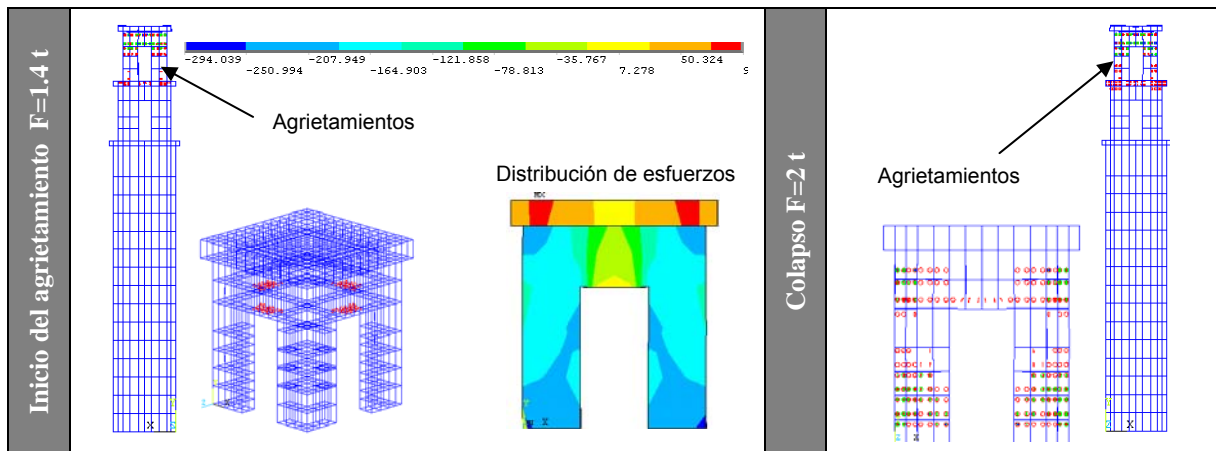 Inicio del agrietamiento F=1.4 t
-294.039
-250.994
-207.949
-164.903
-121.858
-78.813
-35.767
7.278
50.324
Agrietamientos
Distribución de esfuerzos
MX
X
X
Colapso F=2 t
Agrietamientos
X
X